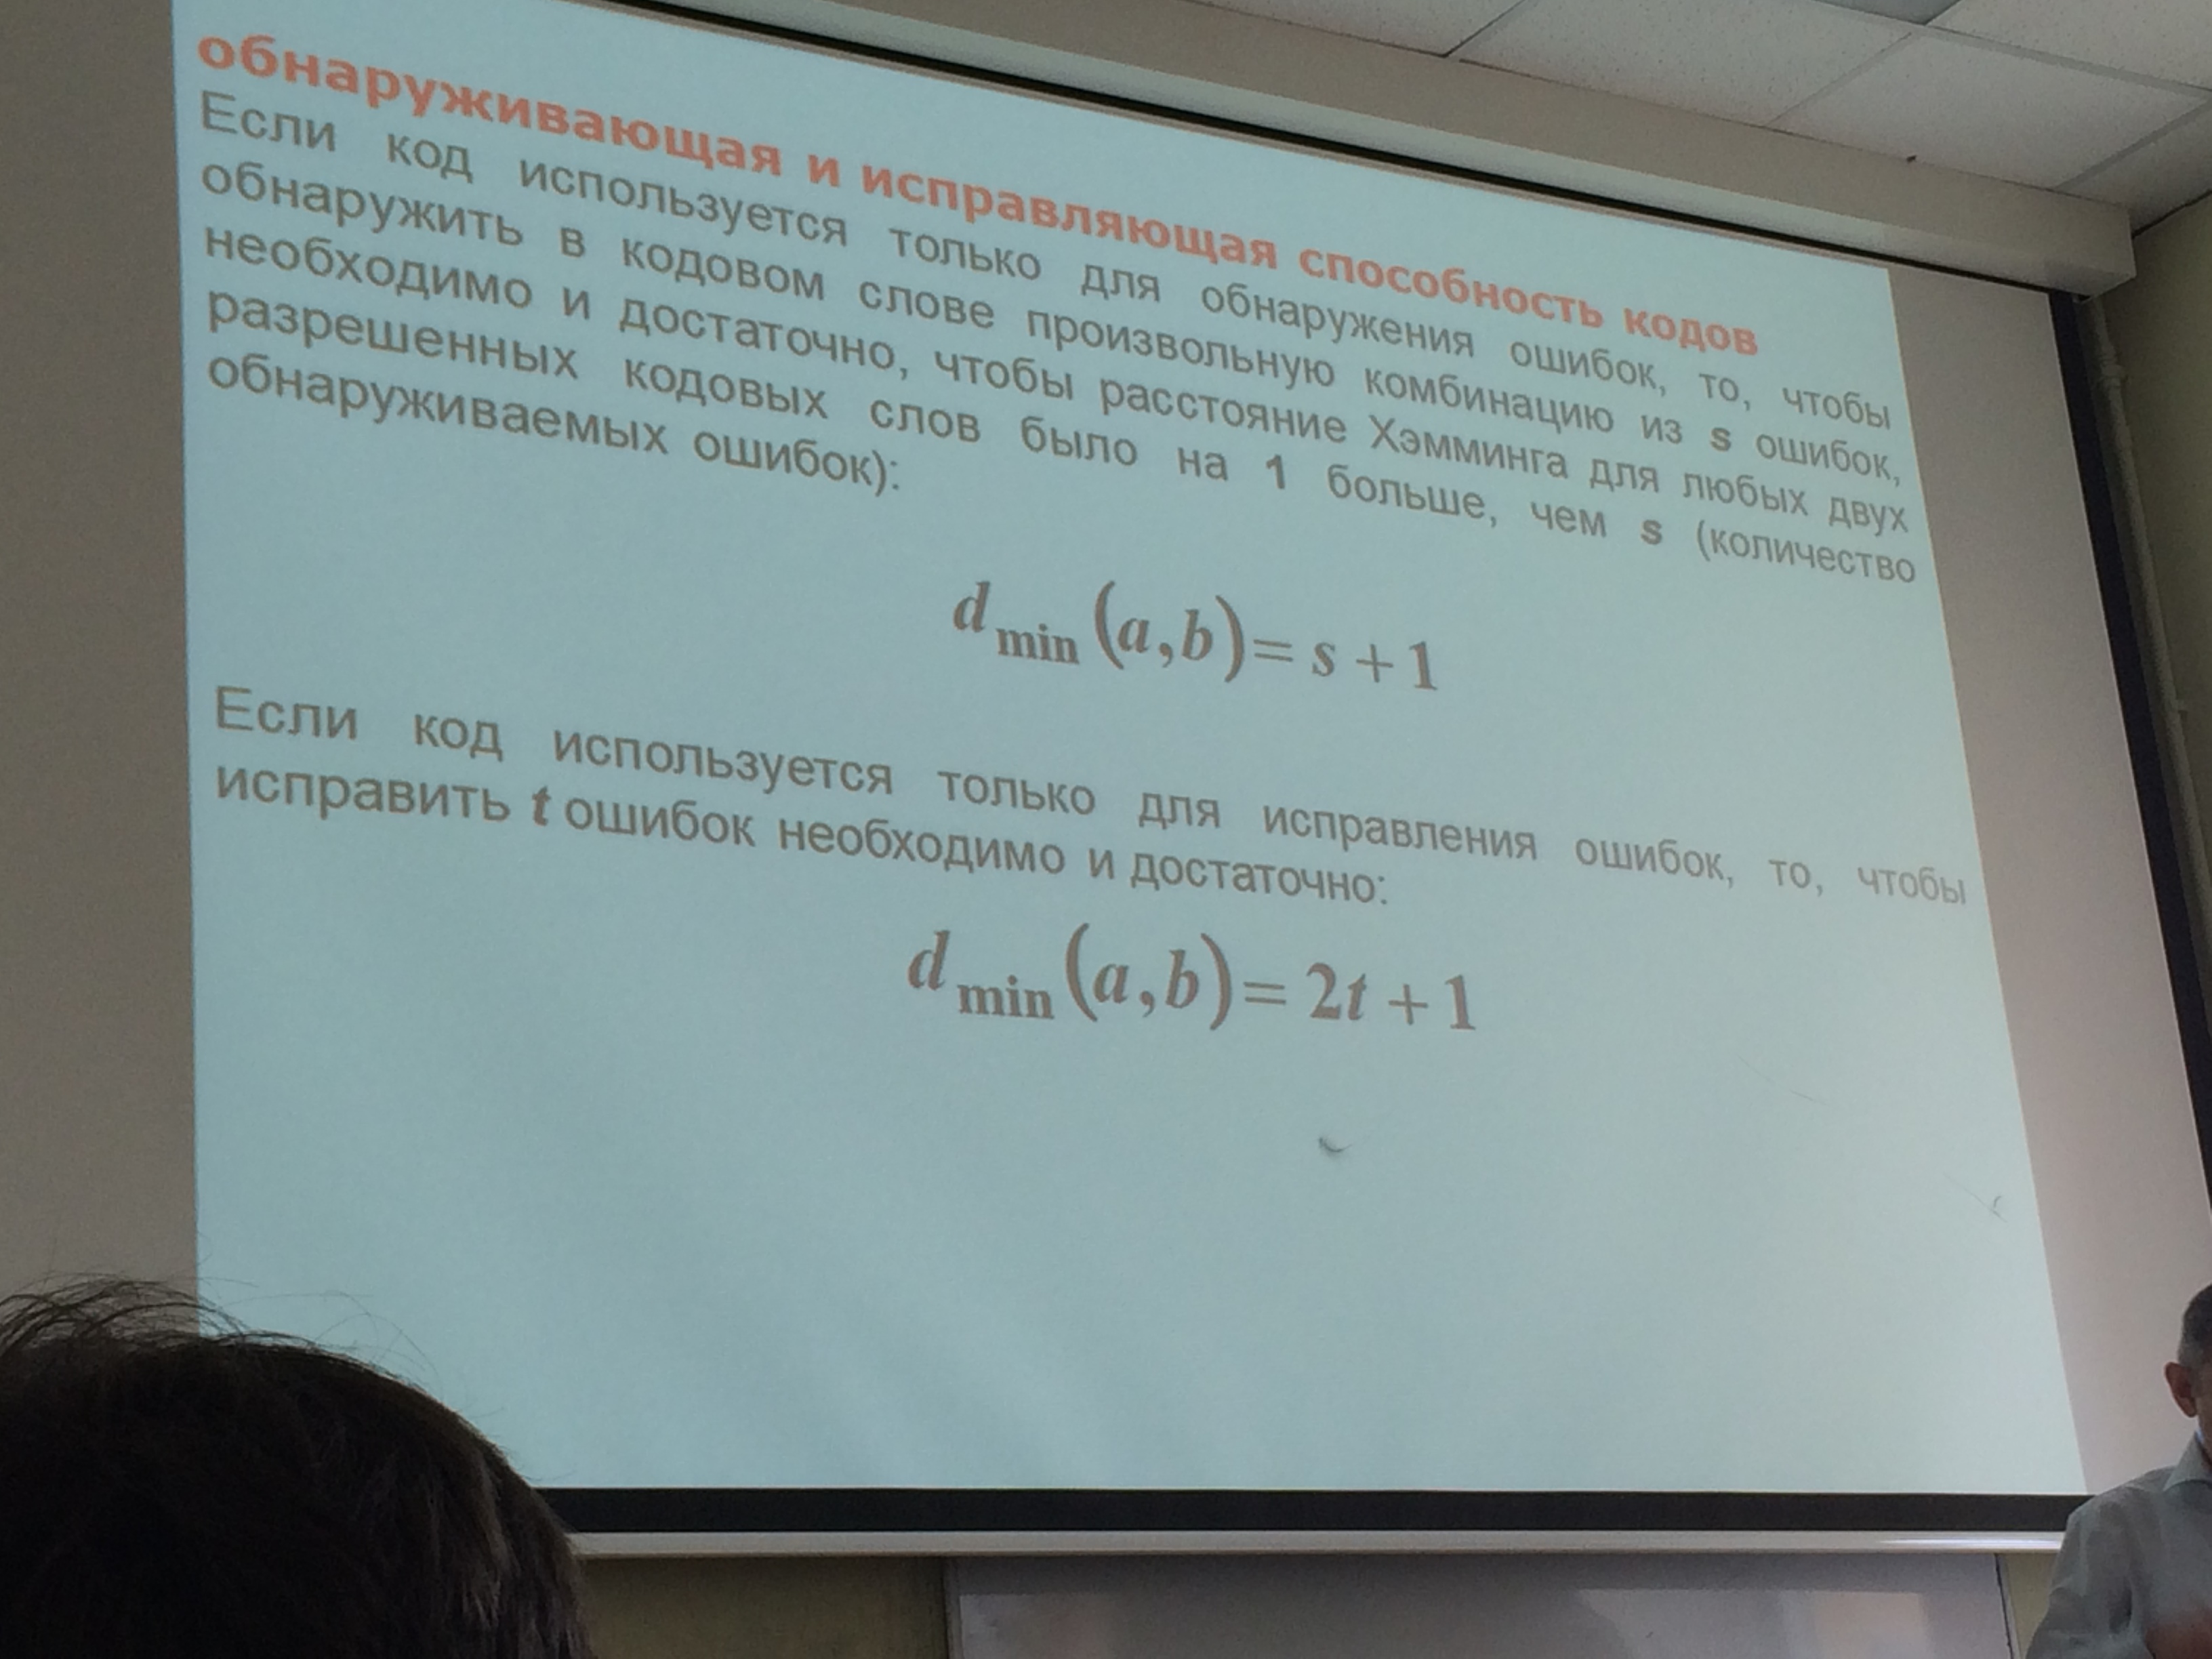 обнаруживающая и исправляющая способность кодов
Если код используется только для обнаружения ошибок, то, чтобы
обнаружить в кодовом слове произвольную комбинацию из s ошибок,
необходимо и достаточно, чтобы расстояние Хэмминга для любых двух
разрешенных кодовых слов было на 1 больше, чем s (количество
обнаруживаемых ошибок):
d min (a,b)= s + 1
Если код используется только для исправления ошибок, то, чтобы
исправить t ошибок необходимо и достаточно:
d min (a,b)= 2t + 1